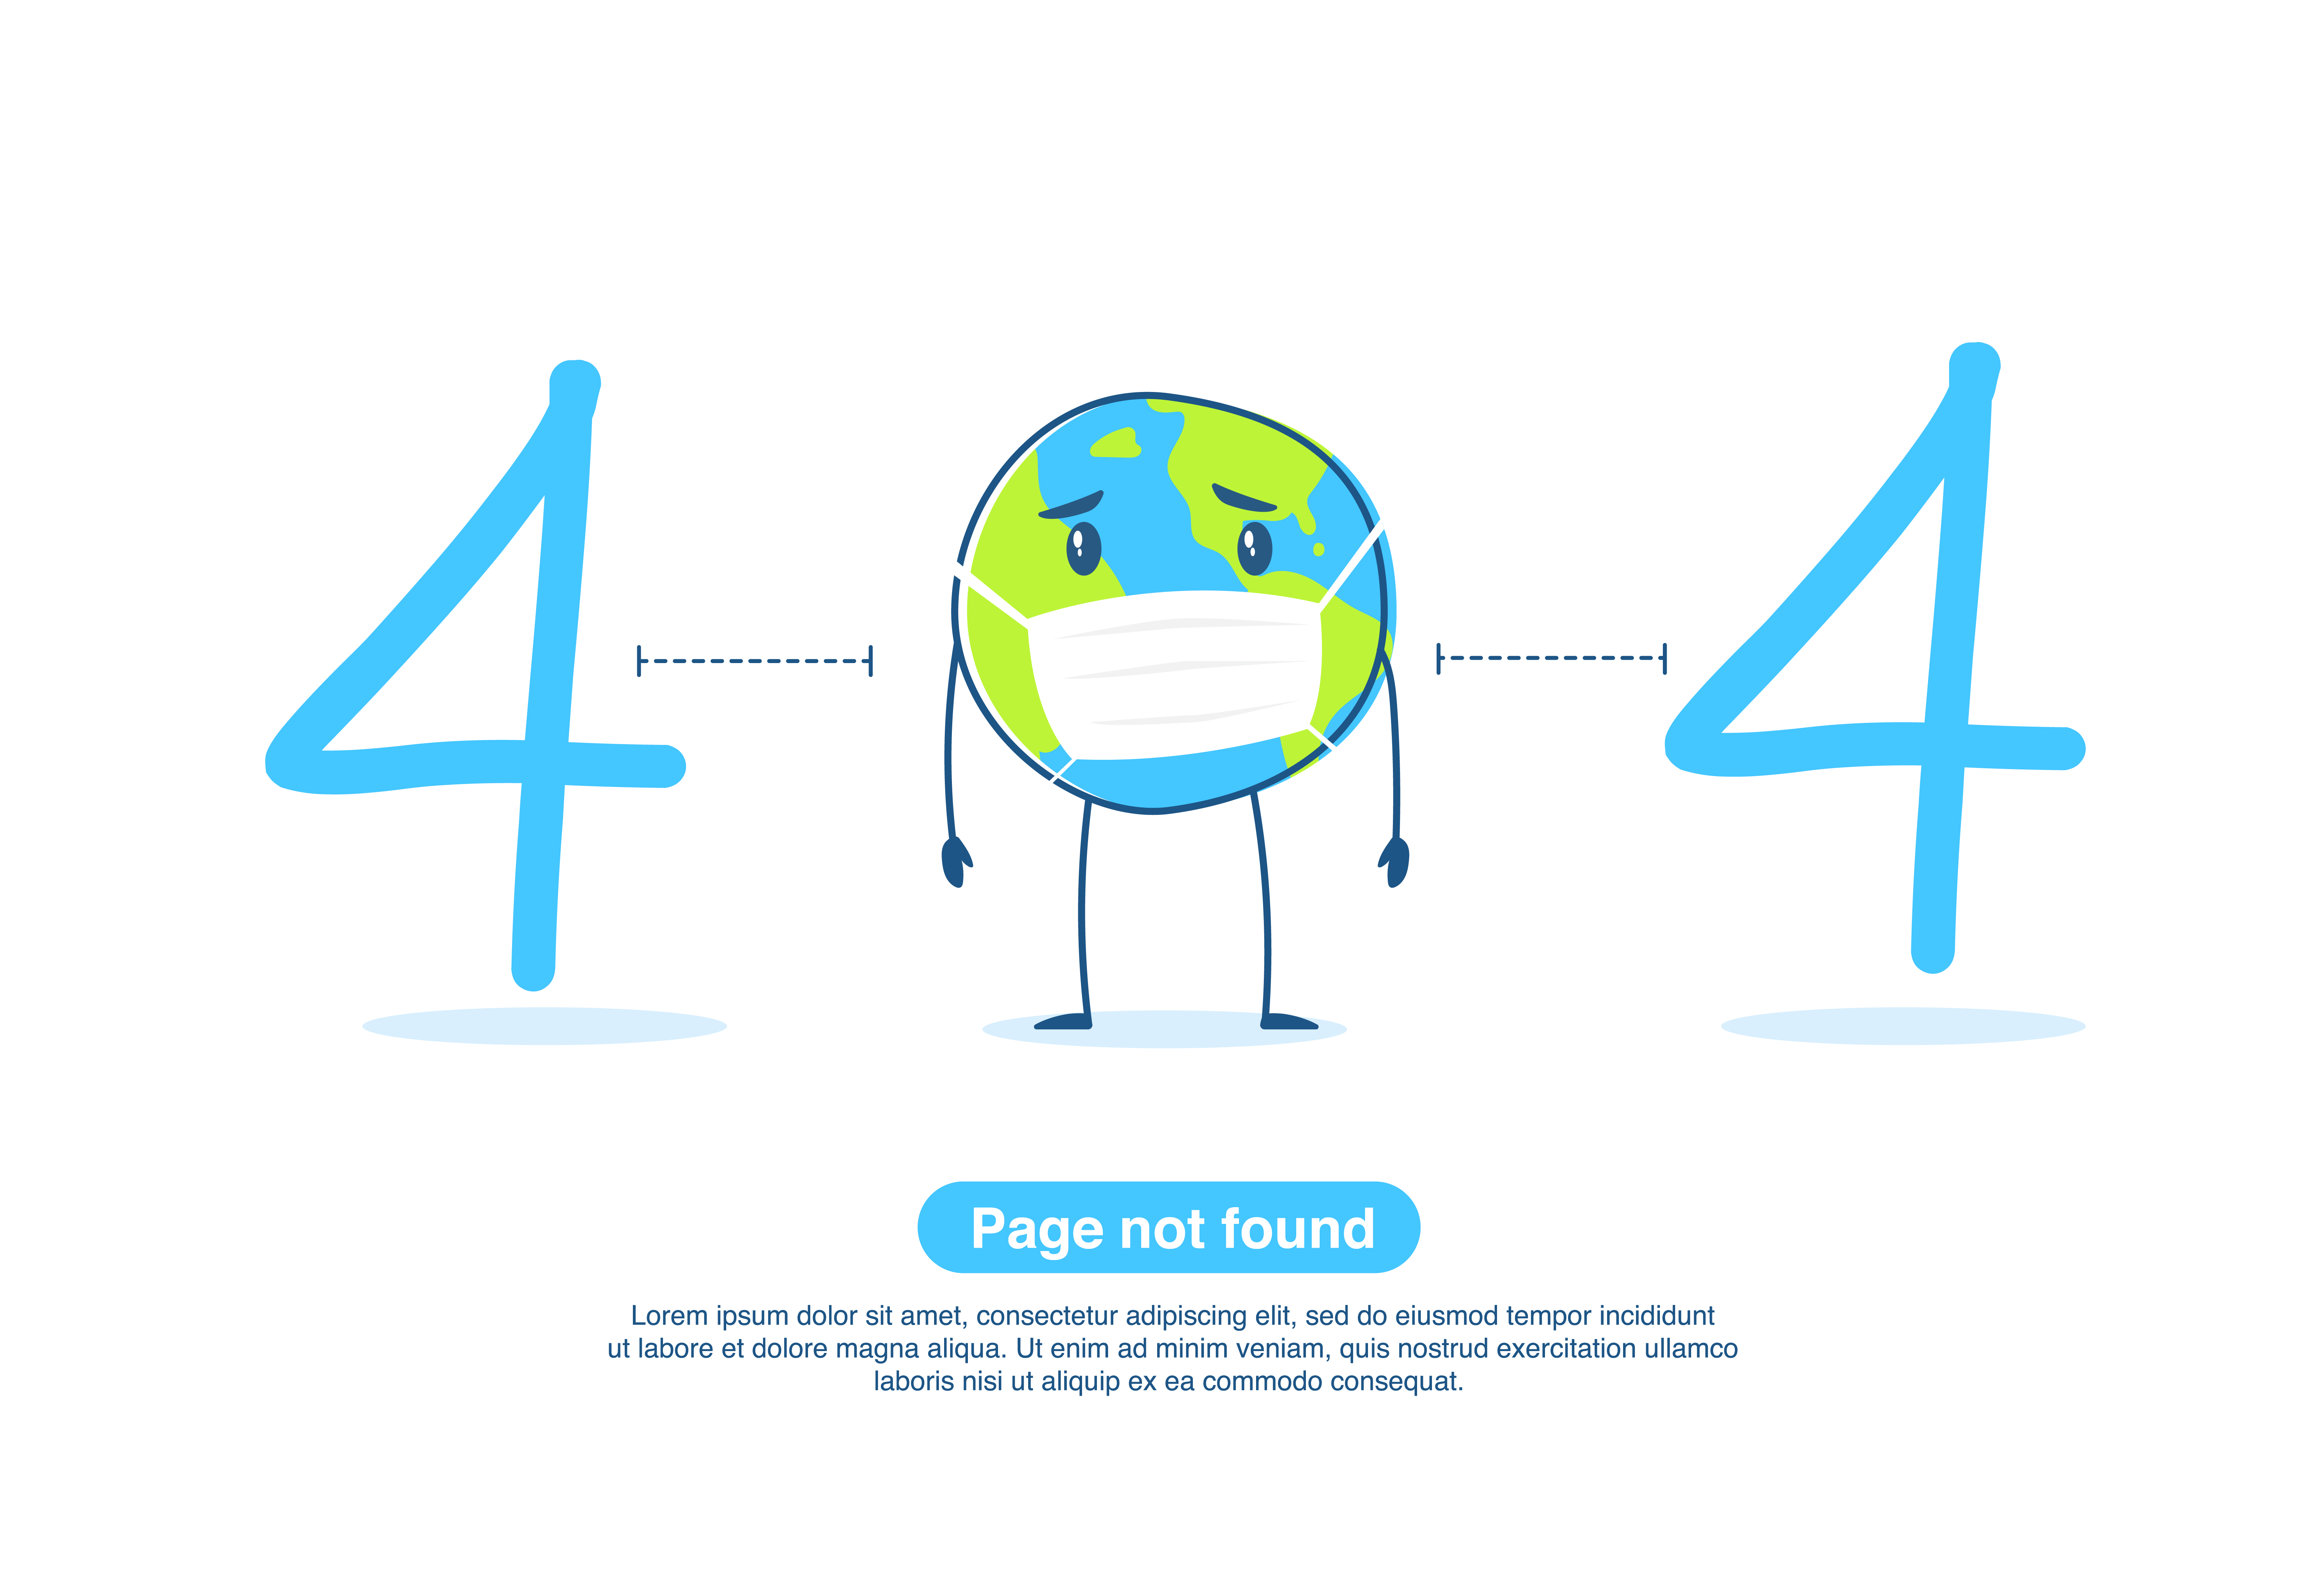 4 4
Page not found
Lorem ipsum dolor sit amet, consectetur adipiscing elit, sed do eiusmod tempor incididunt
ut labore et dolore magna aliqua. Ut enim ad minim veniam, quis nostrud exercitation ullamco
laboris nisi ut aliquip ex ea commodo consequat.